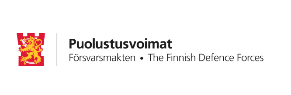 Puolustusvoimat
Försvarsmakten • The Finnish Defence Forces